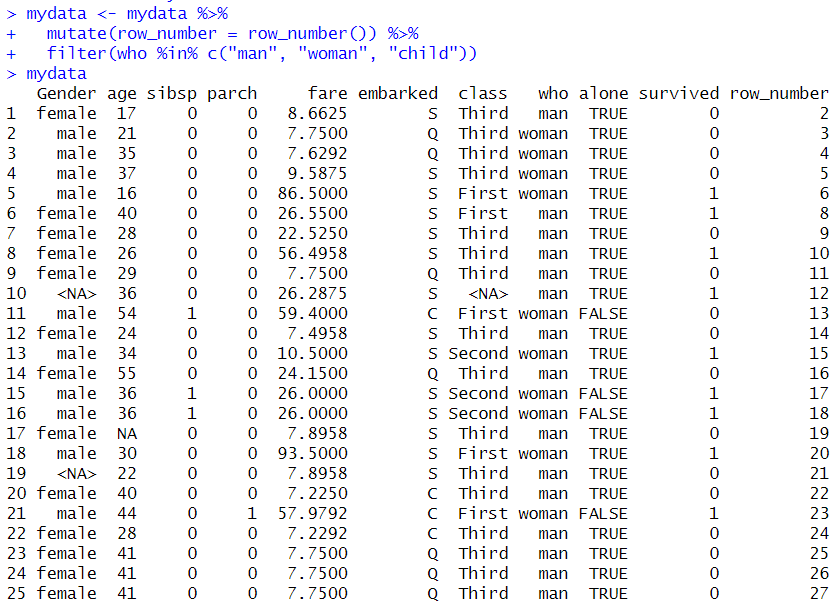 > mydata <- mydata %>%
+   mutate(row_number = row_number()) %>%
+   filter(who %in% c("man", "woman", "child"))
> mydata
   Gender age sibsp parch    fare embarked  class   who alone survived row_number
1  female  17     0     0  8.6625        S  Third   man  TRUE        0          2
2    male  21     0     0  7.7500        Q  Third woman  TRUE        0          3
3    male  35     0     0  7.6292        Q  Third woman  TRUE        0          4
4    male  37     0     0  9.5875        S  Third woman  TRUE        0          5
5    male  16     0     0 86.5000        S  First woman  TRUE        1          6
6  female  40     0     0 26.5500        S  First   man  TRUE        1          8
7  female  28     0     0 22.5250        S  Third   man  TRUE        0          9
8  female  26     0     0 56.4958        S  Third   man  TRUE        1         10
9  female  29     0     0  7.7500        Q  Third   man  TRUE        0         11
10   <NA>  36     0     0 26.2875        S   <NA>   man  TRUE        1         12
11   male  54     1     0 59.4000        C  First woman FALSE        0         13
12 female  24     0     0  7.4958        S  Third   man  TRUE        0         14
13   male  34     0     0 10.5000        S Second woman  TRUE        1         15
14 female  55     0     0 24.1500        Q  Third   man  TRUE        0         16
15   male  36     1     0 26.0000        S Second woman FALSE        1         17
16   male  36     1     0 26.0000        S Second woman FALSE        1         18
17 female  NA     0     0  7.8958        S  Third   man  TRUE        0         19
18   male  30     0     0 93.5000        S  First woman  TRUE        1         20
19   <NA>  22     0     0  7.8958        S  Third   man  TRUE        0         21
20 female  40     0     0  7.2250        C  Third   man  TRUE        0         22
21   male  44     0     1 57.9792        C  First woman FALSE        1         23
22 female  28     0     0  7.2292        C  Third   man  TRUE        0         24
23 female  41     0     0  7.7500        Q  Third   man  TRUE        0         25
24 female  41     0     0  7.7500        Q  Third   man  TRUE        0         26
25 female  41     0     0  7.7500        Q  Third   man  TRUE        0         27